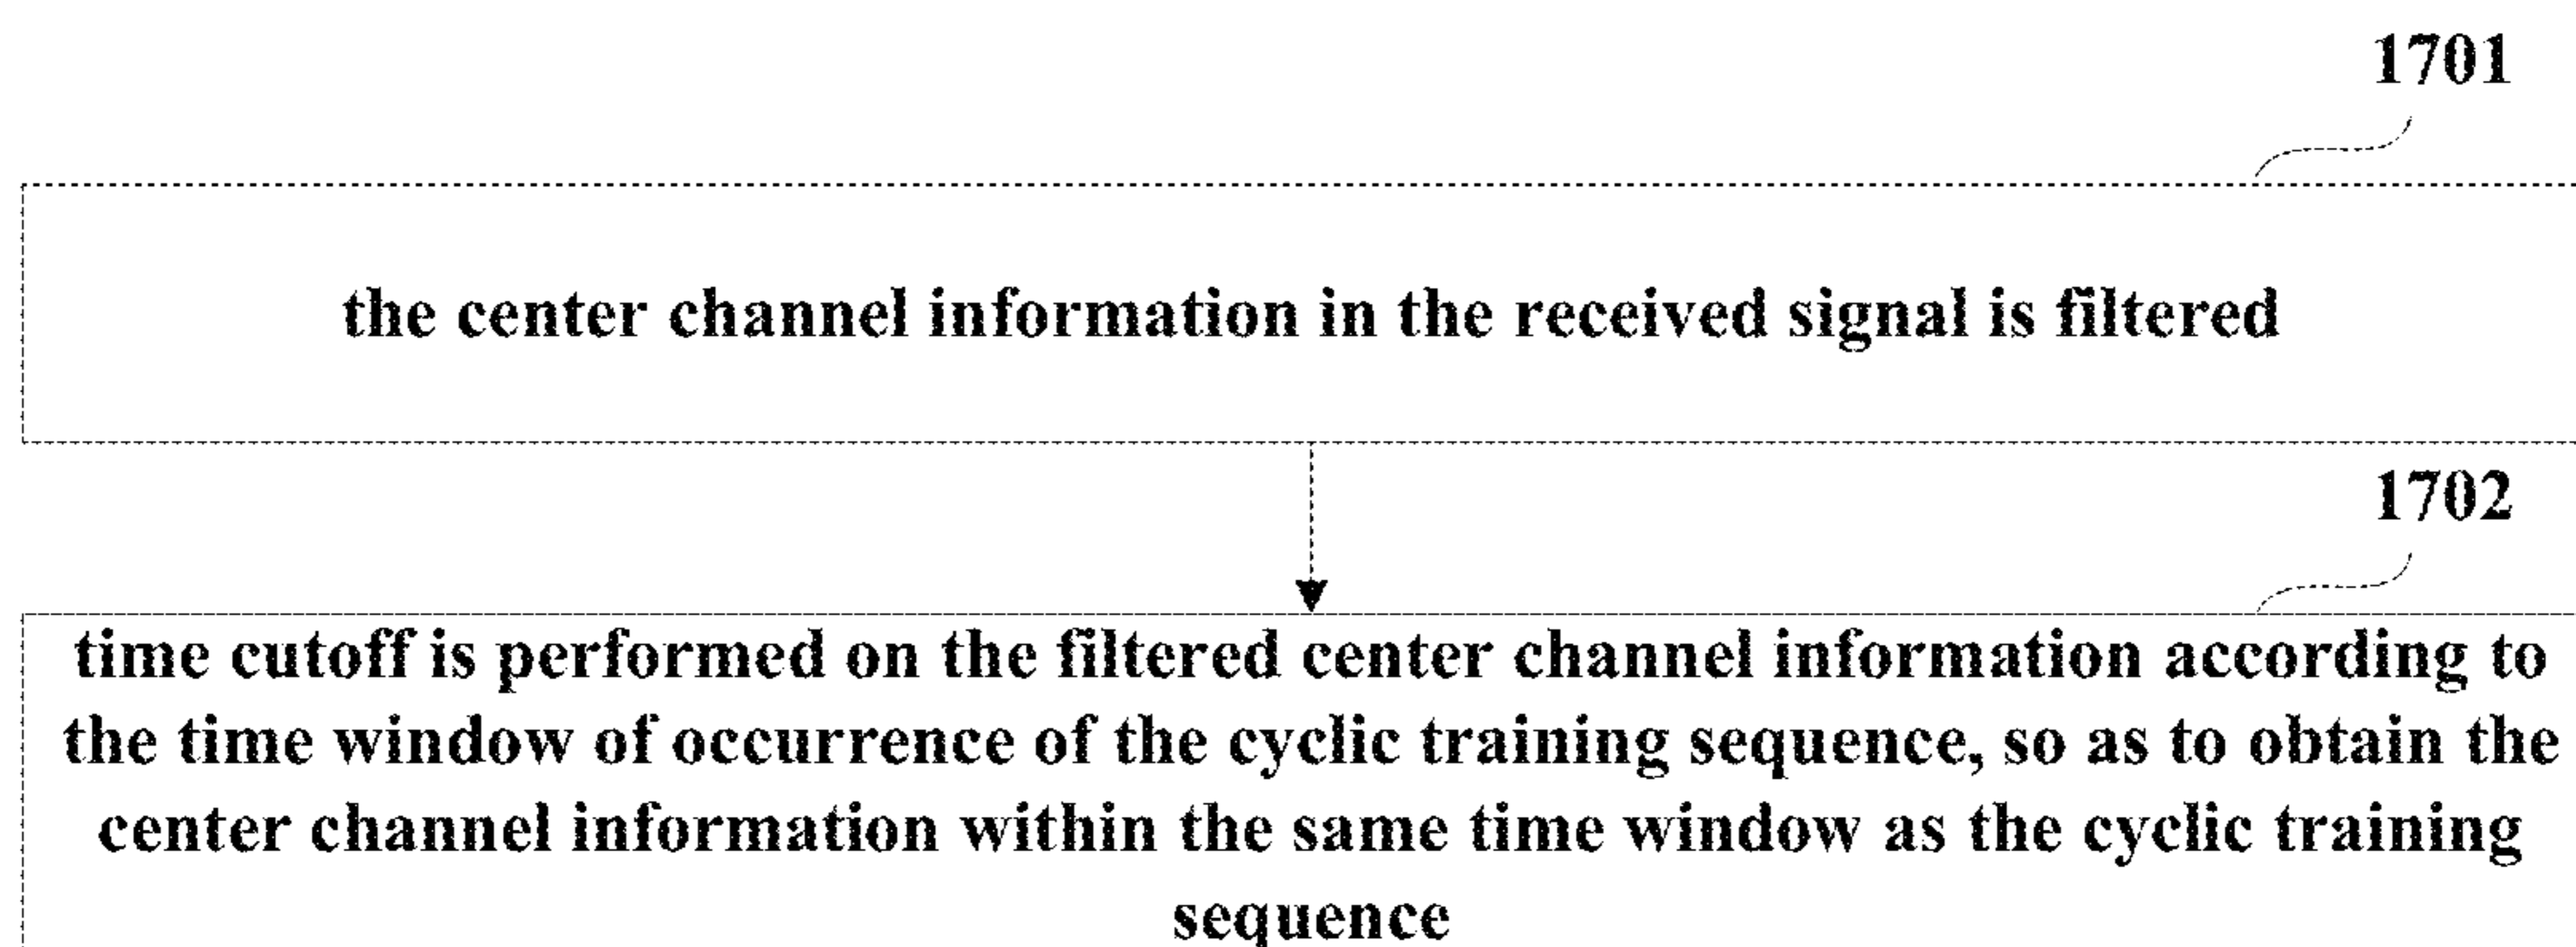 1701
the center channel information in the received signal is filtered
1702
time cutoff is performed on the filtered center channel information according to
the time window of occurrence of the cyclic training sequence, so as to obtain the
center channel information within the same time window as the cyclic training
sequence